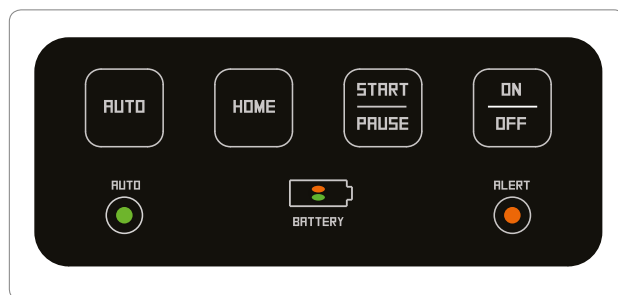 AUTO
HOME
START
PAUSE
ON
OFF
AUTO
BATTERY
ALERT